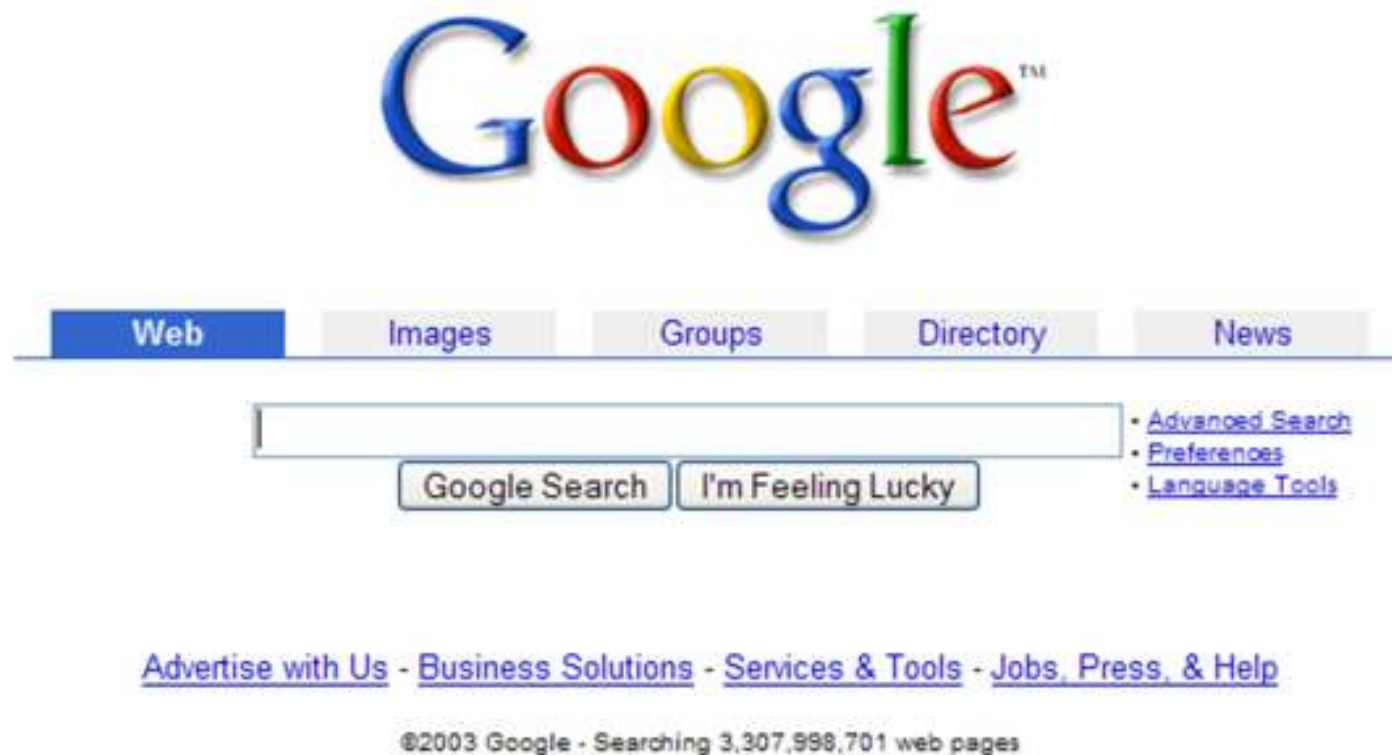 Google™
Web Images Groups Directory News
• Advanced Search
• Preferences
• Language Tools
Google Search I'm Feeling Lucky
Advertise with Us - Business Solutions - Services & Tools - Jobs, Press, & Help
©2003 Google - Searching 3,307,998,701 web pages